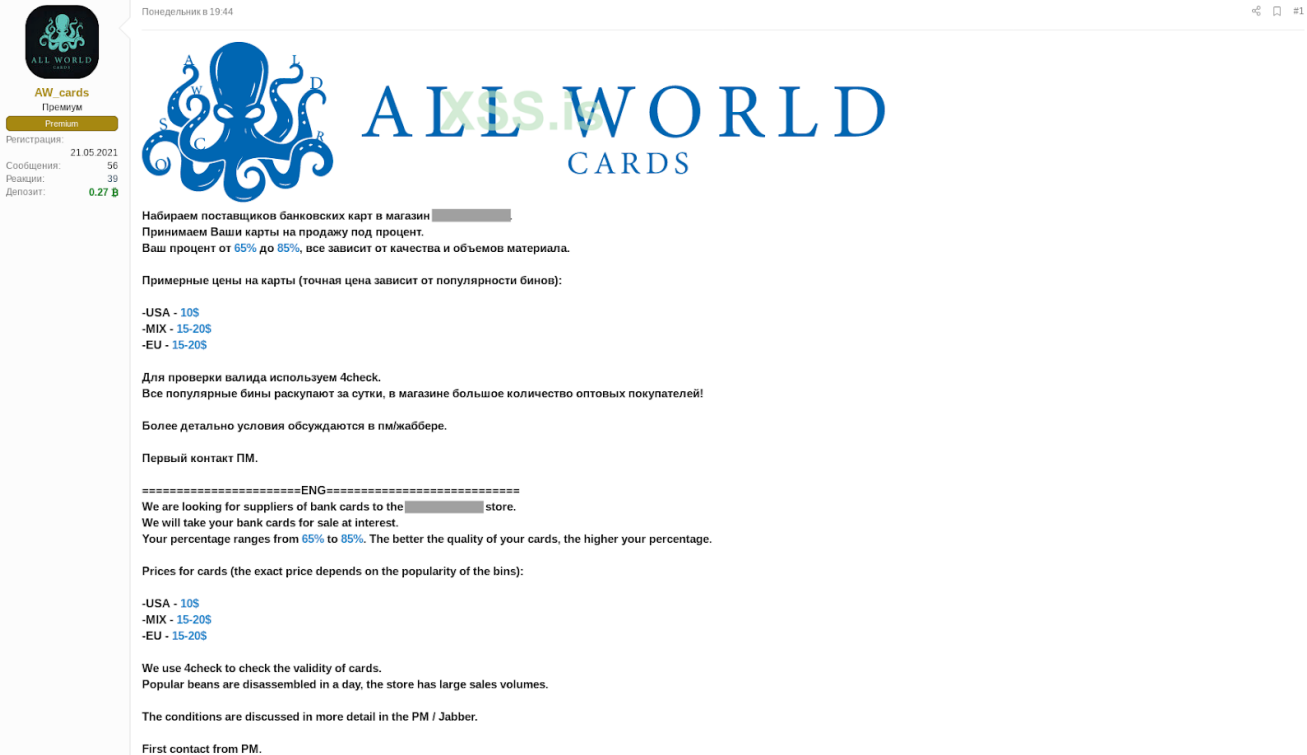 ALL WORLD
CARDS
AW_cards
Премиум
Premium
Регистрация:
21.05.2021
Сообщения: 56
Реакции: 39
Депозит: 0.27 ₿
Понедельник в 19:44
#1
A L
W D
S C R
O
ALL WORLD
XSS.is
CARDS
Набираем поставщиков банковских карт в магазин .
Принимаем Ваши карты на продажу под процент.
Ваш процент от 65% до 85%, все зависит от качества и объемов материала.
Примерные цены на карты (точная цена зависит от популярности бинов):
-USA - 10$
-MIX - 15-20$
-EU - 15-20$
Для проверки валида используем 4check.
Все популярные бины раскупают за сутки, в магазине большое количество оптовых покупателей!
Более детально условия обсуждаются в пм/жаббере.
Первый контакт ПМ.
=======================ENG============================
We are looking for suppliers of bank cards to the store.
We will take your bank cards for sale at interest.
Your percentage ranges from 65% to 85%. The better the quality of your cards, the higher your percentage.
Prices for cards (the exact price depends on the popularity of the bins):
-USA - 10$
-MIX - 15-20$
-EU - 15-20$
We use 4check to check the validity of cards.
Popular beans are disassembled in a day, the store has large sales volumes.
The conditions are discussed in more detail in the PM / Jabber.
First contact from PM.